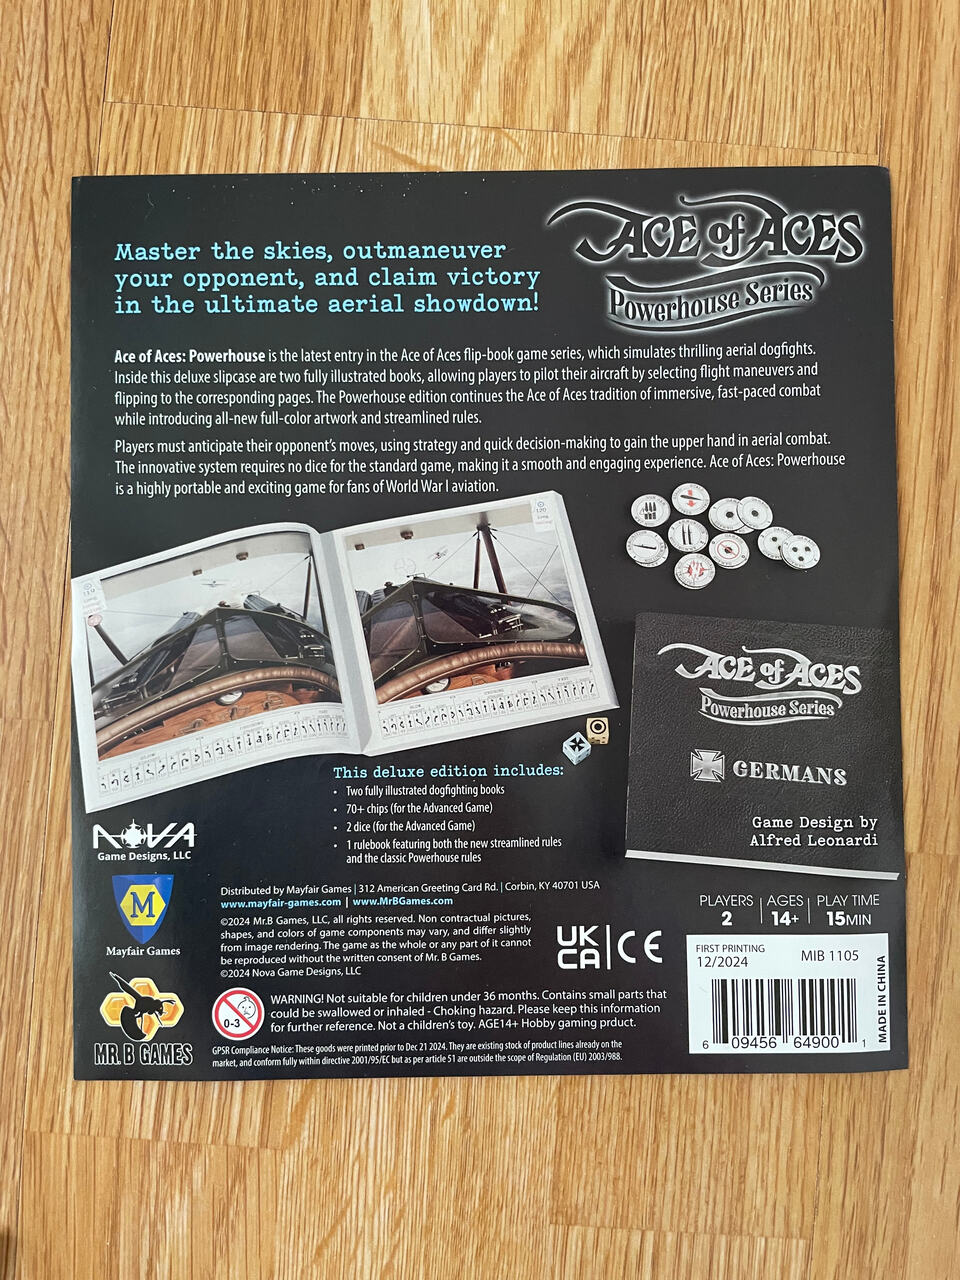 Master the skies, outmaneuver
your opponent, and claim victory
in the ultimate aerial showdown!
ACE of ACES
Powerhouse Series
Ace of Aces: Powerhouse is the latest entry in the Ace of Aces flip-book game series, which simulates thrilling aerial dogfights.
Inside this deluxe slipcase are two fully illustrated books, allowing players to pilot their aircraft by selecting flight maneuvers and
flipping to the corresponding pages. The Powerhouse edition continues the Ace of Aces tradition of immersive, fast-paced combat
while introducing all-new full-color artwork and streamlined rules.
Players must anticipate their opponent's moves, using strategy and quick decision-making to gain the upper hand in aerial combat.
The innovative system requires no dice for the standard game, making it a smooth and engaging experience. Ace of Aces: Powerhouse
is a highly portable and exciting game for fans of World War I aviation.
119
120
ACE of ACES
Powerhouse Series
GERMANS
Game Design by
Alfred Leonardi
This deluxe edition includes:
• Two fully illustrated dogfighting books
• 70+ chips (for the Advanced Game)
• 2 dice (for the Advanced Game)
• 1 rulebook featuring both the new streamlined rules
and the classic Powerhouse rules
NOVA
Game Designs, LLC
M
Mayfair Games
MR. B GAMES
Distributed by Mayfair Games | 312 American Greeting Card Rd. | Corbin, KY 40701 USA
www.mayfair-games.com | www.MrBGames.com
©2024 Mr.B Games, LLC, all rights reserved. Non contractual pictures,
shapes, and colors of game components may vary, and differ slightly
from image rendering. The game as the whole or any part of it cannot
be reproduced without the written consent of Mr. B Games.
©2024 Nova Game Designs, LLC
UK
CA
CE
PLAYERS
2
AGES
14+
PLAY TIME
15MIN
0-3
WARNING! Not suitable for children under 36 months. Contains small parts that
could be swallowed or inhaled - Choking hazard. Please keep this information
for further reference. Not a children's toy. AGE14+ Hobby gaming prduct.
GPSR Compliance Notice: These goods were printed prior to Dec 21 2024. They are existing stock of product lines already on the
market, and conform fully within directive 2001/95/EC but as per article 51 are outside the scope of Regulation (EU) 2003/988.
FIRST PRINTING
12/2024
MIB 1105
6 09456 64900 1
MADE IN CHINA